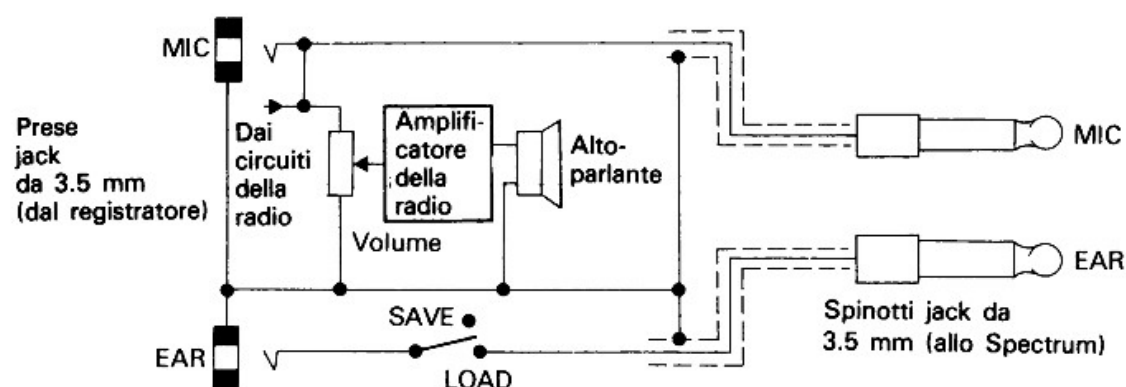 MIC
Prese
jack
da 3.5 mm
(dal registratore)
Dai
circuiti
della
radio
Amplifi-
catore
della
radio
Alto-
parlante
Volume
MIC
EAR
SAVE
LOAD
EAR
Spinotti jack da
3.5 mm (allo Spectrum)